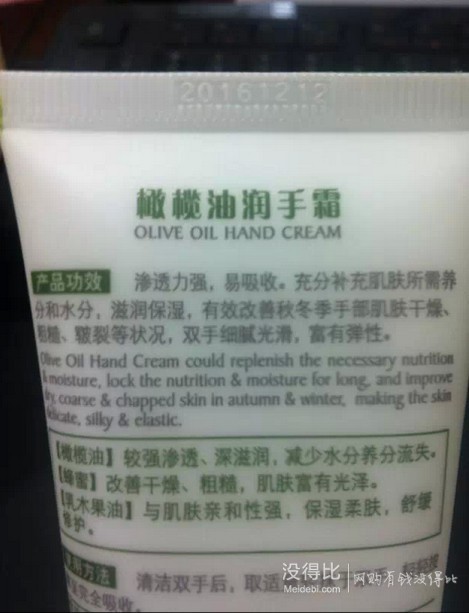 20161212
橄榄油润手霜
OLIVE OIL HAND CREAM
产品功效 渗透力强，易吸收。充分补充肌肤所需养
分和水分，滋润保湿，有效改善秋冬季手部肌肤干燥、
粗糙、皲裂等状况，双手细腻光滑，富有弹性。
Olive Oil Hand Cream could replenish the necessary nutrition
& moisture, lock the nutrition & moisture for long, and improve
dry, coarse & chapped skin in autumn & winter, making the skin
delicate, silky & elastic.
【橄榄油】较强渗透、深滋润，减少水分养分流失。
【蜂蜜】改善干燥、粗糙，肌肤富有光泽。
【乳木果油】与肌肤亲和性强，保湿柔肤，舒缓
修护。
使用方法 清洁双手后，取适
完全吸收。
没得比
Meidebi.com
网购有钱没得比